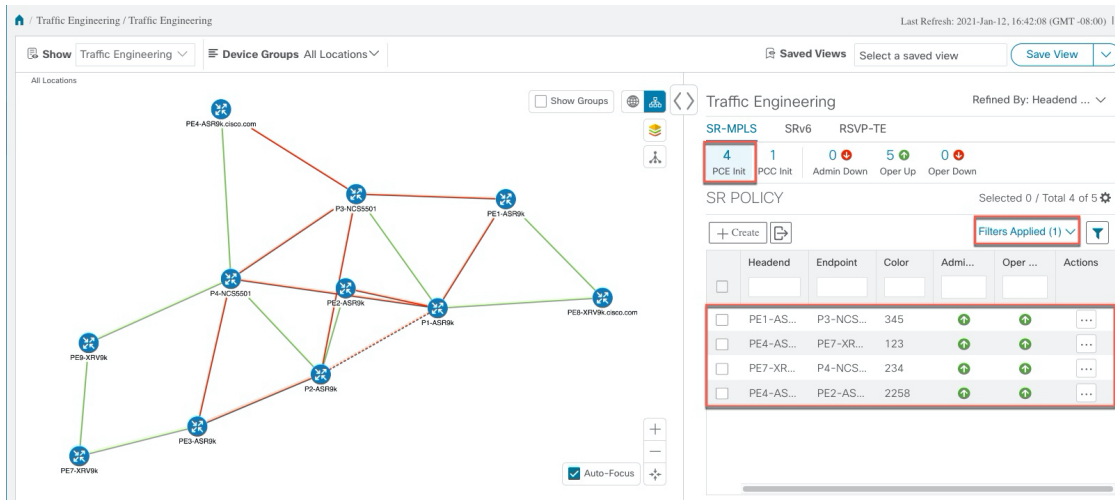 / Traffic Engineering / Traffic Engineering
Last Refresh: 2021-Jan-12, 16:42:08 (GMT -08:00)
Show Traffic Engineering
Device Groups All Locations
Saved Views Select a saved view
Save View
All Locations
Show Groups
PE4-ASR9k.cisco.com
P3-NCS5501
PE1-ASR9k
P4-NCS5501
PE2-ASR9k
P1-ASR9k
PE8-XRV9k.cisco.com
PE9-XRV9k
P2-ASR9k
PE3-ASR9k
PE7-XRV9k
Auto-Focus
Traffic Engineering
Refined By: Headend ...
SR-MPLS SRv6 RSVP-TE
4 1 0 5 0
PCE Init PCC Init Admin Down Oper Up Oper Down
SR POLICY
Selected 0 / Total 4 of 5
+ Create
Filters Applied (1)
Headend Endpoint Color Admi... Oper ... Actions
PE1-AS... P3-NCS... 345 ...
PE4-AS... PE7-XR... 123 ...
PE7-XR... P4-NCS... 234 ...
PE4-AS... PE2-AS... 2258 ...